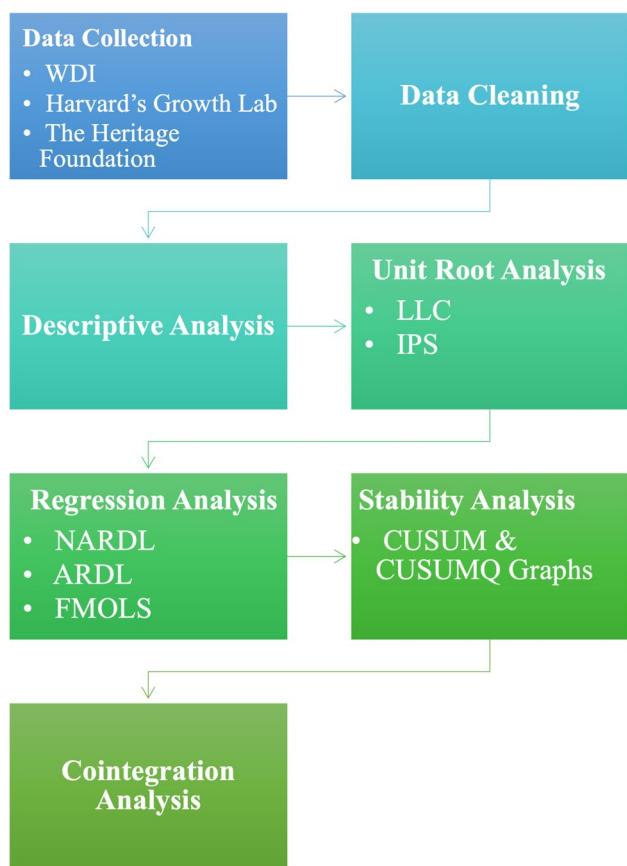 Data Collection
• WDI
• Harvard's Growth Lab
• The Heritage
Foundation
Data Cleaning
Descriptive Analysis
Unit Root Analysis
• LLC
• IPS
Regression Analysis
• NARDL
• ARDL
• FMOLS
Stability Analysis
• CUSUM &
CUSUMQ Graphs
Cointegration
Analysis